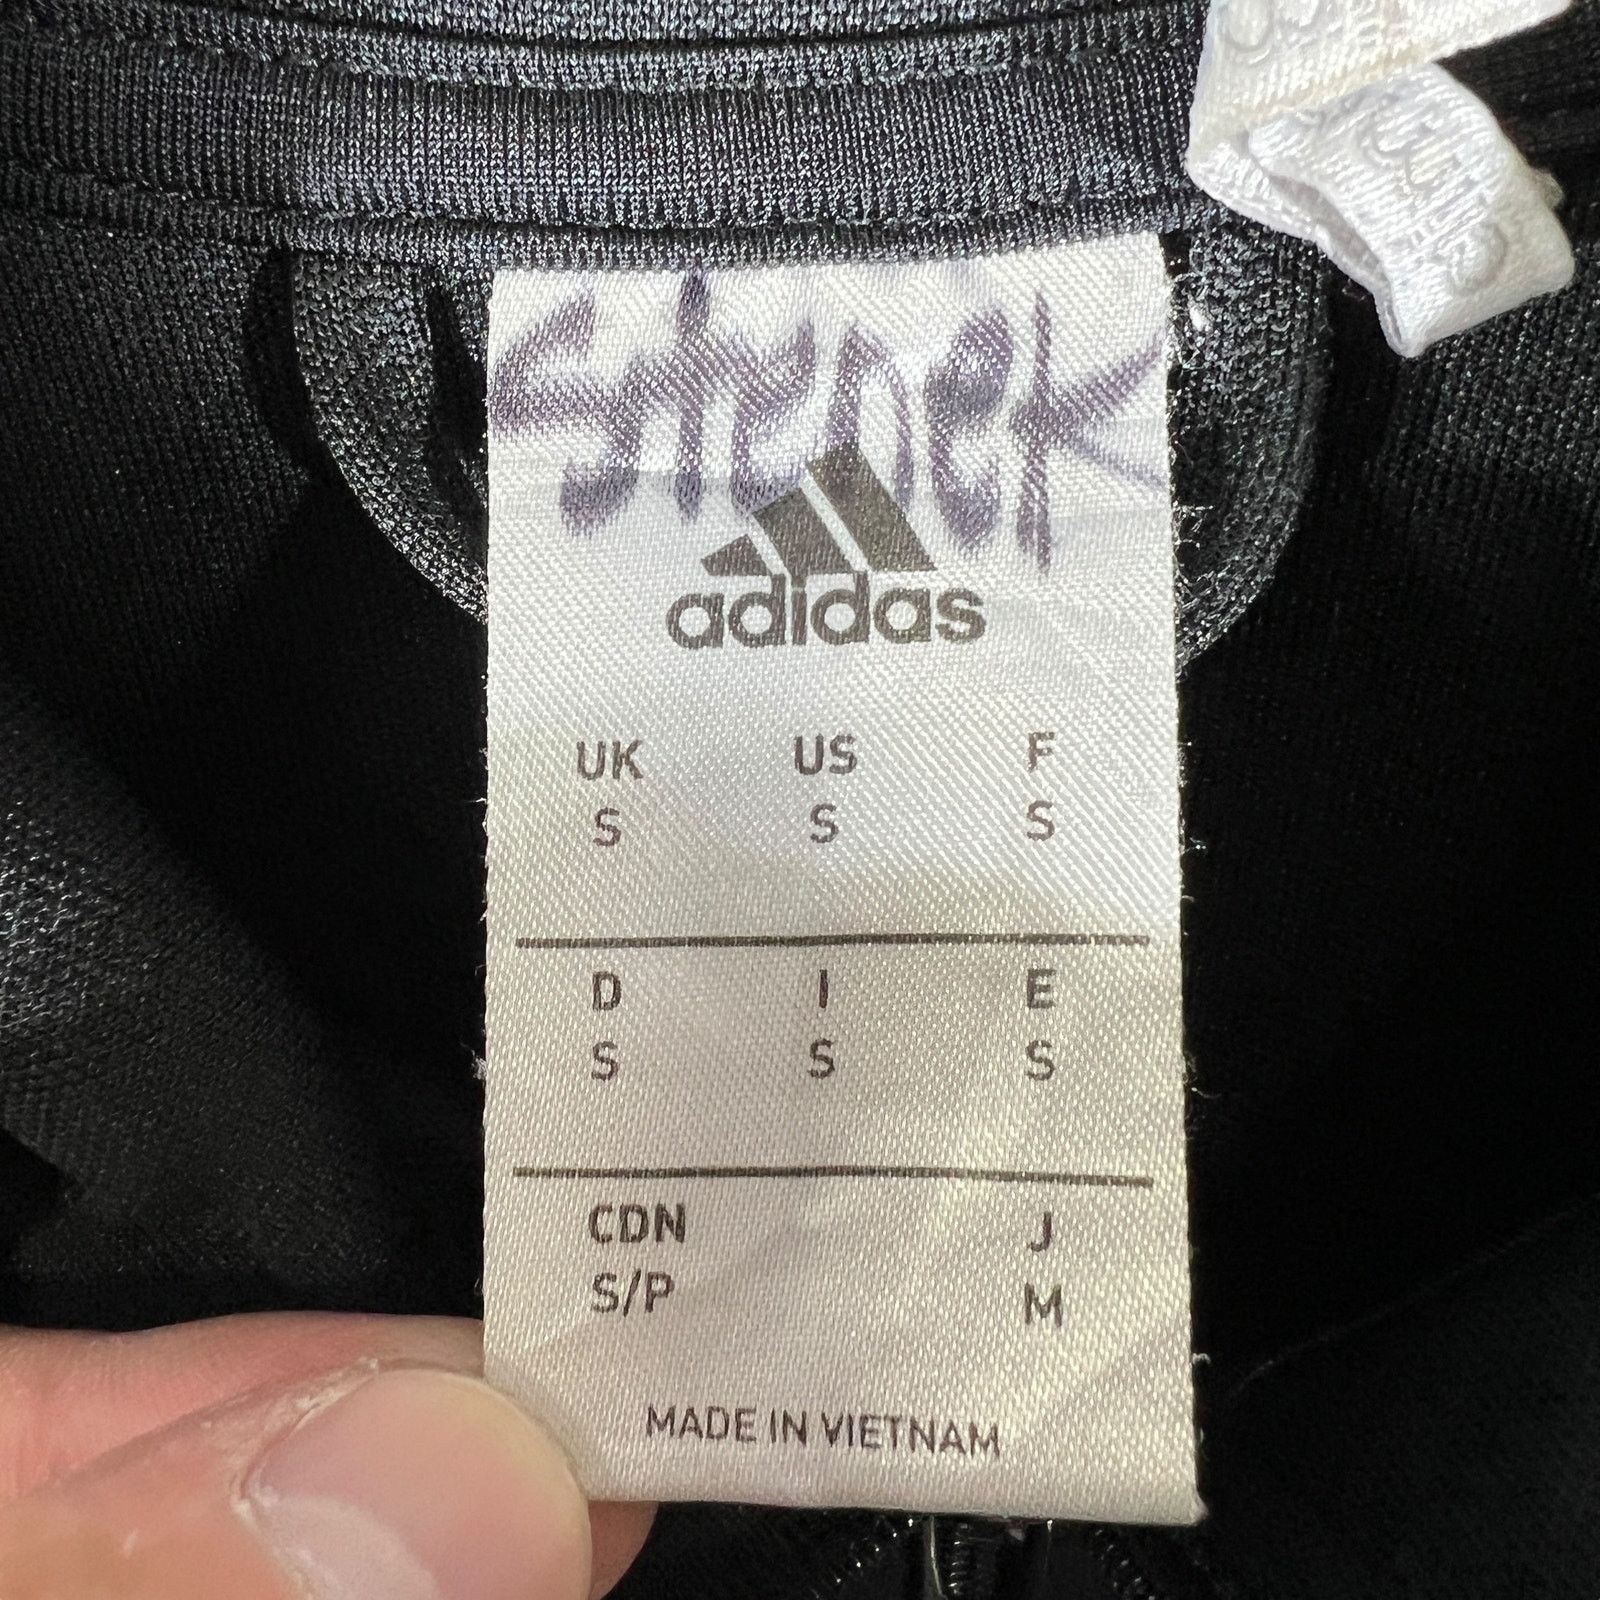 adidas
UK US F
S S S
D I E
S S S
CDN J
S/P M
MADE IN VIETNAM